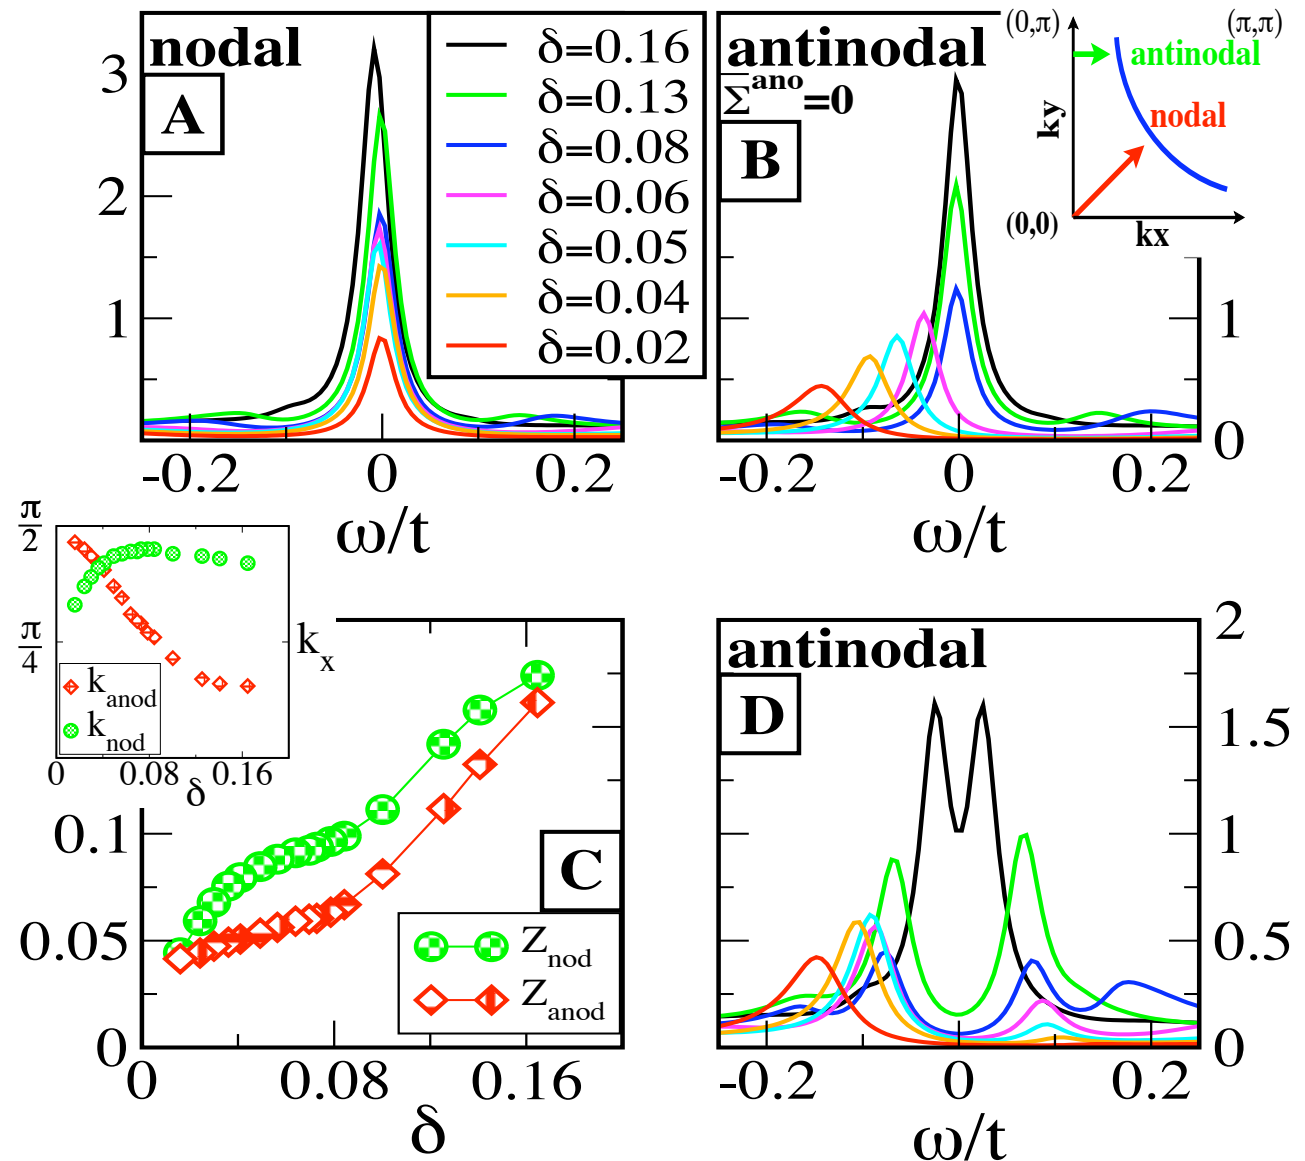 nodal
A
3
2
1
-0.2 0 0.2
ω/t
δ=0.16
δ=0.13
δ=0.08
δ=0.06
δ=0.05
δ=0.04
δ=0.02
antinodal
Σ̅^ano=0
B
1
0
-0.2 0 0.2
ω/t
(0,π) (π,π)
antinodal
nodal
ky
(0,0)
kx
π/2
π/4
k_x
k_anod
k_nod
0 0.08 0.16
δ
0.1
0.05
0
C
Z_nod
Z_anod
0 0.08 0.16
δ
antinodal
D
2
1.5
1
0.5
0
-0.2 0 0.2
ω/t